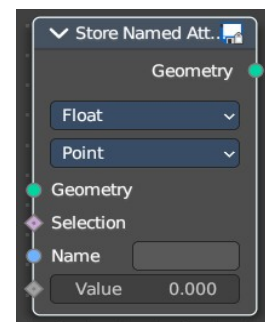 Store Named Att..
Geometry
Float
Point
Geometry
Selection
Name
Value 0.000